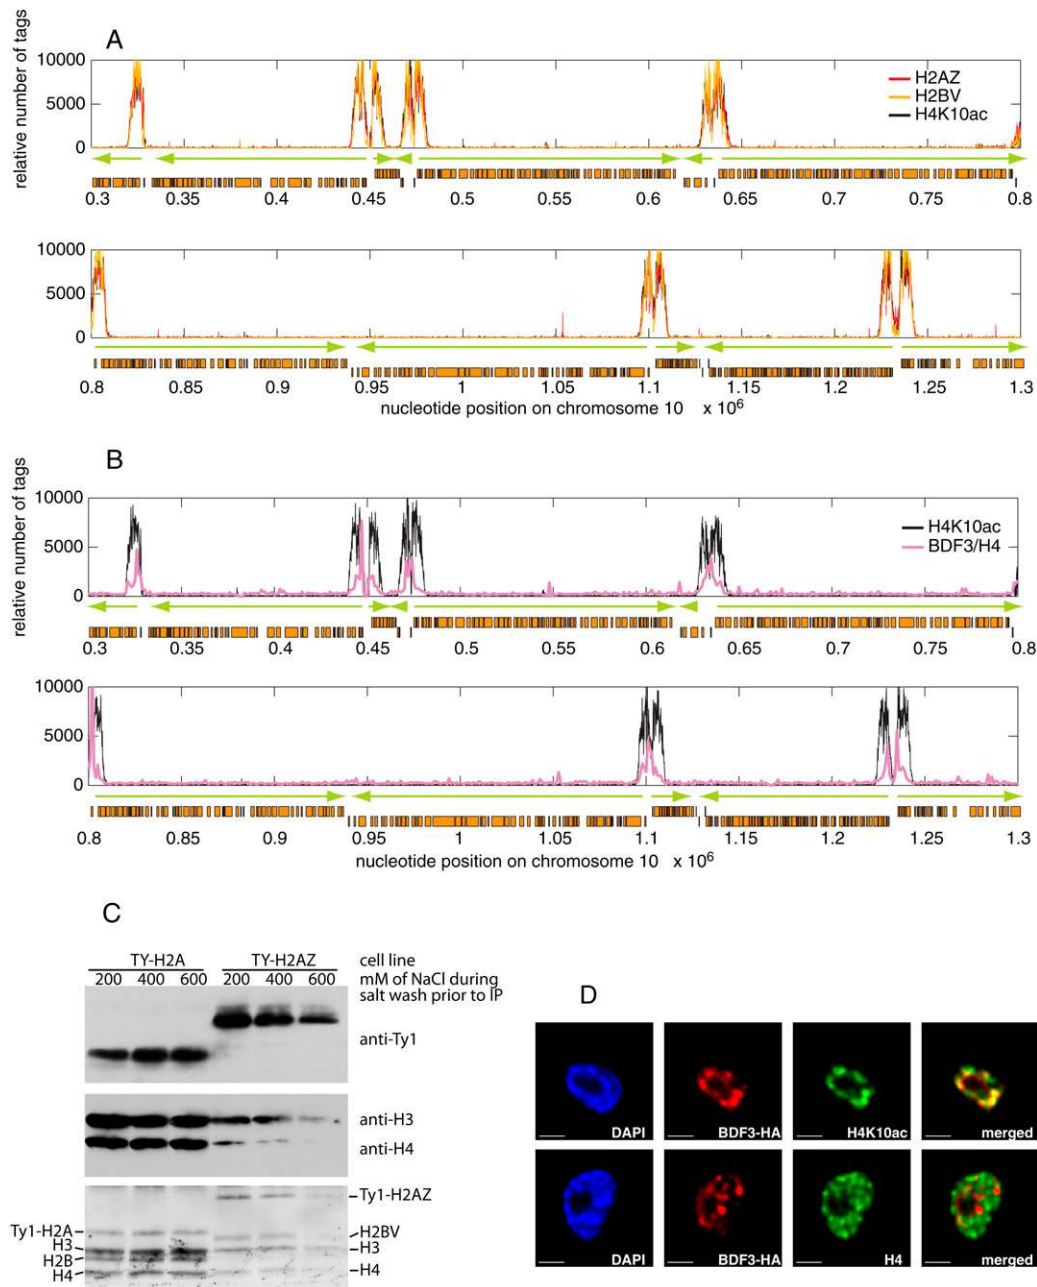 A
relative number of tags
10000
5000
0
H2AZ
H2BV
H4K10ac
0.3 0.35 0.4 0.45 0.5 0.55 0.6 0.65 0.7 0.75 0.8
10000
5000
0
0.8 0.85 0.9 0.95 1 1.05 1.1 1.15 1.2 1.25 1.3
nucleotide position on chromosome 10 x 10⁶
B
relative number of tags
10000
5000
0
H4K10ac
BDF3/H4
0.3 0.35 0.4 0.45 0.5 0.55 0.6 0.65 0.7 0.75 0.8
10000
5000
0
0.8 0.85 0.9 0.95 1 1.05 1.1 1.15 1.2 1.25 1.3
nucleotide position on chromosome 10 x 10⁶
C
TY-H2A TY-H2AZ cell line
200 400 600 200 400 600 mM of NaCl during
salt wash prior to IP
anti-Ty1
anti-H3
anti-H4
Ty1-H2AZ
Ty1-H2A H2BV
H3 H3
H2B
H4 H4
D
DAPI BDF3-HA H4K10ac merged
DAPI BDF3-HA H4 merged